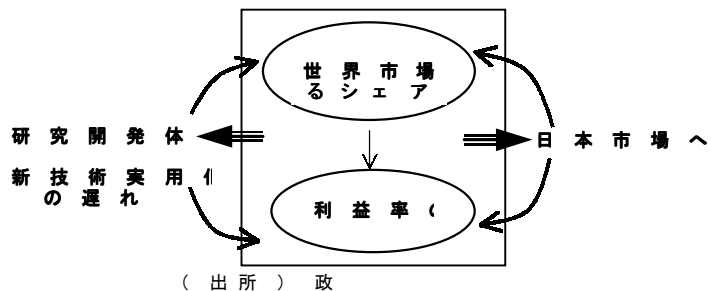 世界市場
るシェア
研究開発体
日本市場へ
新技術実用
の遅れ
利益率
（出所）政